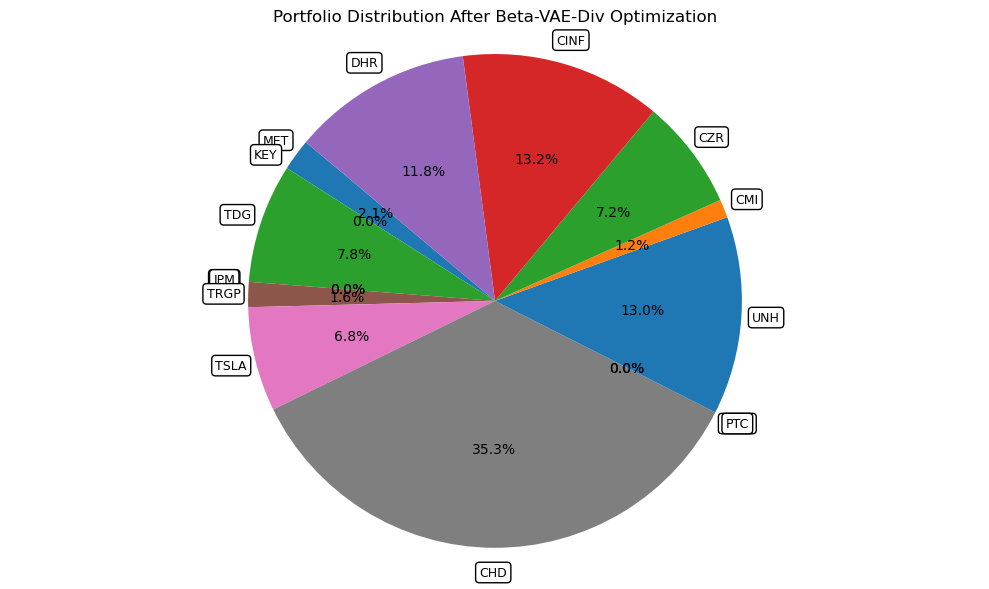 Portfolio Distribution After Beta-VAE-Div Optimization
CINF
DHR
CZR
MET
KEY
13.2%
11.8%
CMI
TDG
2.1%
0.0%
7.2%
1.2%
7.8%
JPM
TRGP
0.0%
1.6%
13.0%
UNH
6.8%
TSLA
0.0%
PTC
35.3%
CHD